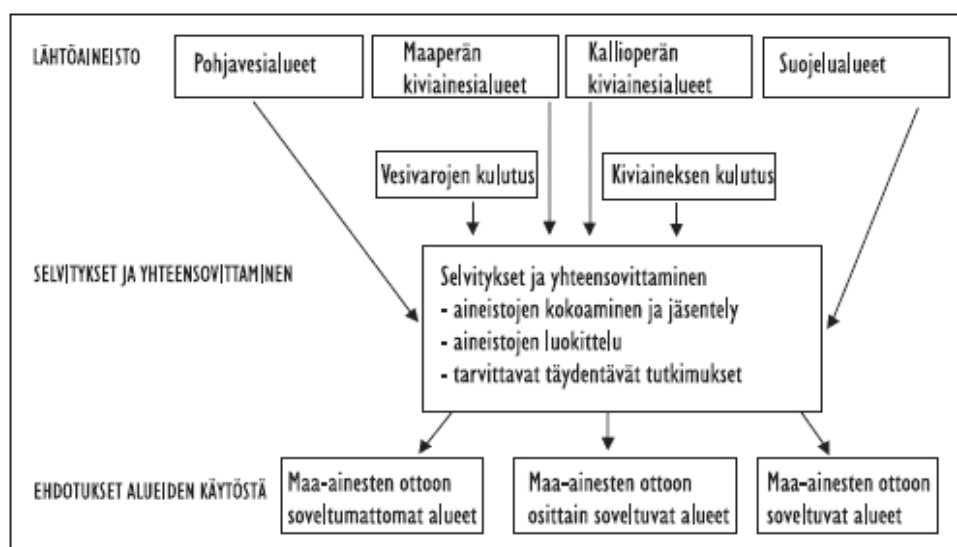 LÄHTÖAINEISTO
Pohjavesialueet
Maaperän
kiviainesialueet
Kallioperän
kiviainesialueet
Suojelualueet
Vesivarojen kulutus
Kiviaineksen kulutus
SELVITYKSET JA YHTEENSOVITTAMINEN
Selvitykset ja yhteensovittaminen
- aineistojen kokoaminen ja jäsentely
- aineistojen luokittelu
- tarvittavat täydentävät tutkimukset
EHDOTUKSET ALUEIDEN KÄYTÖSTÄ
Maa-ainesten ottoon
soveltumattomat alueet
Maa-ainesten ottoon
osittain soveltuvat alueet
Maa-ainesten ottoon
soveltuvat alueet